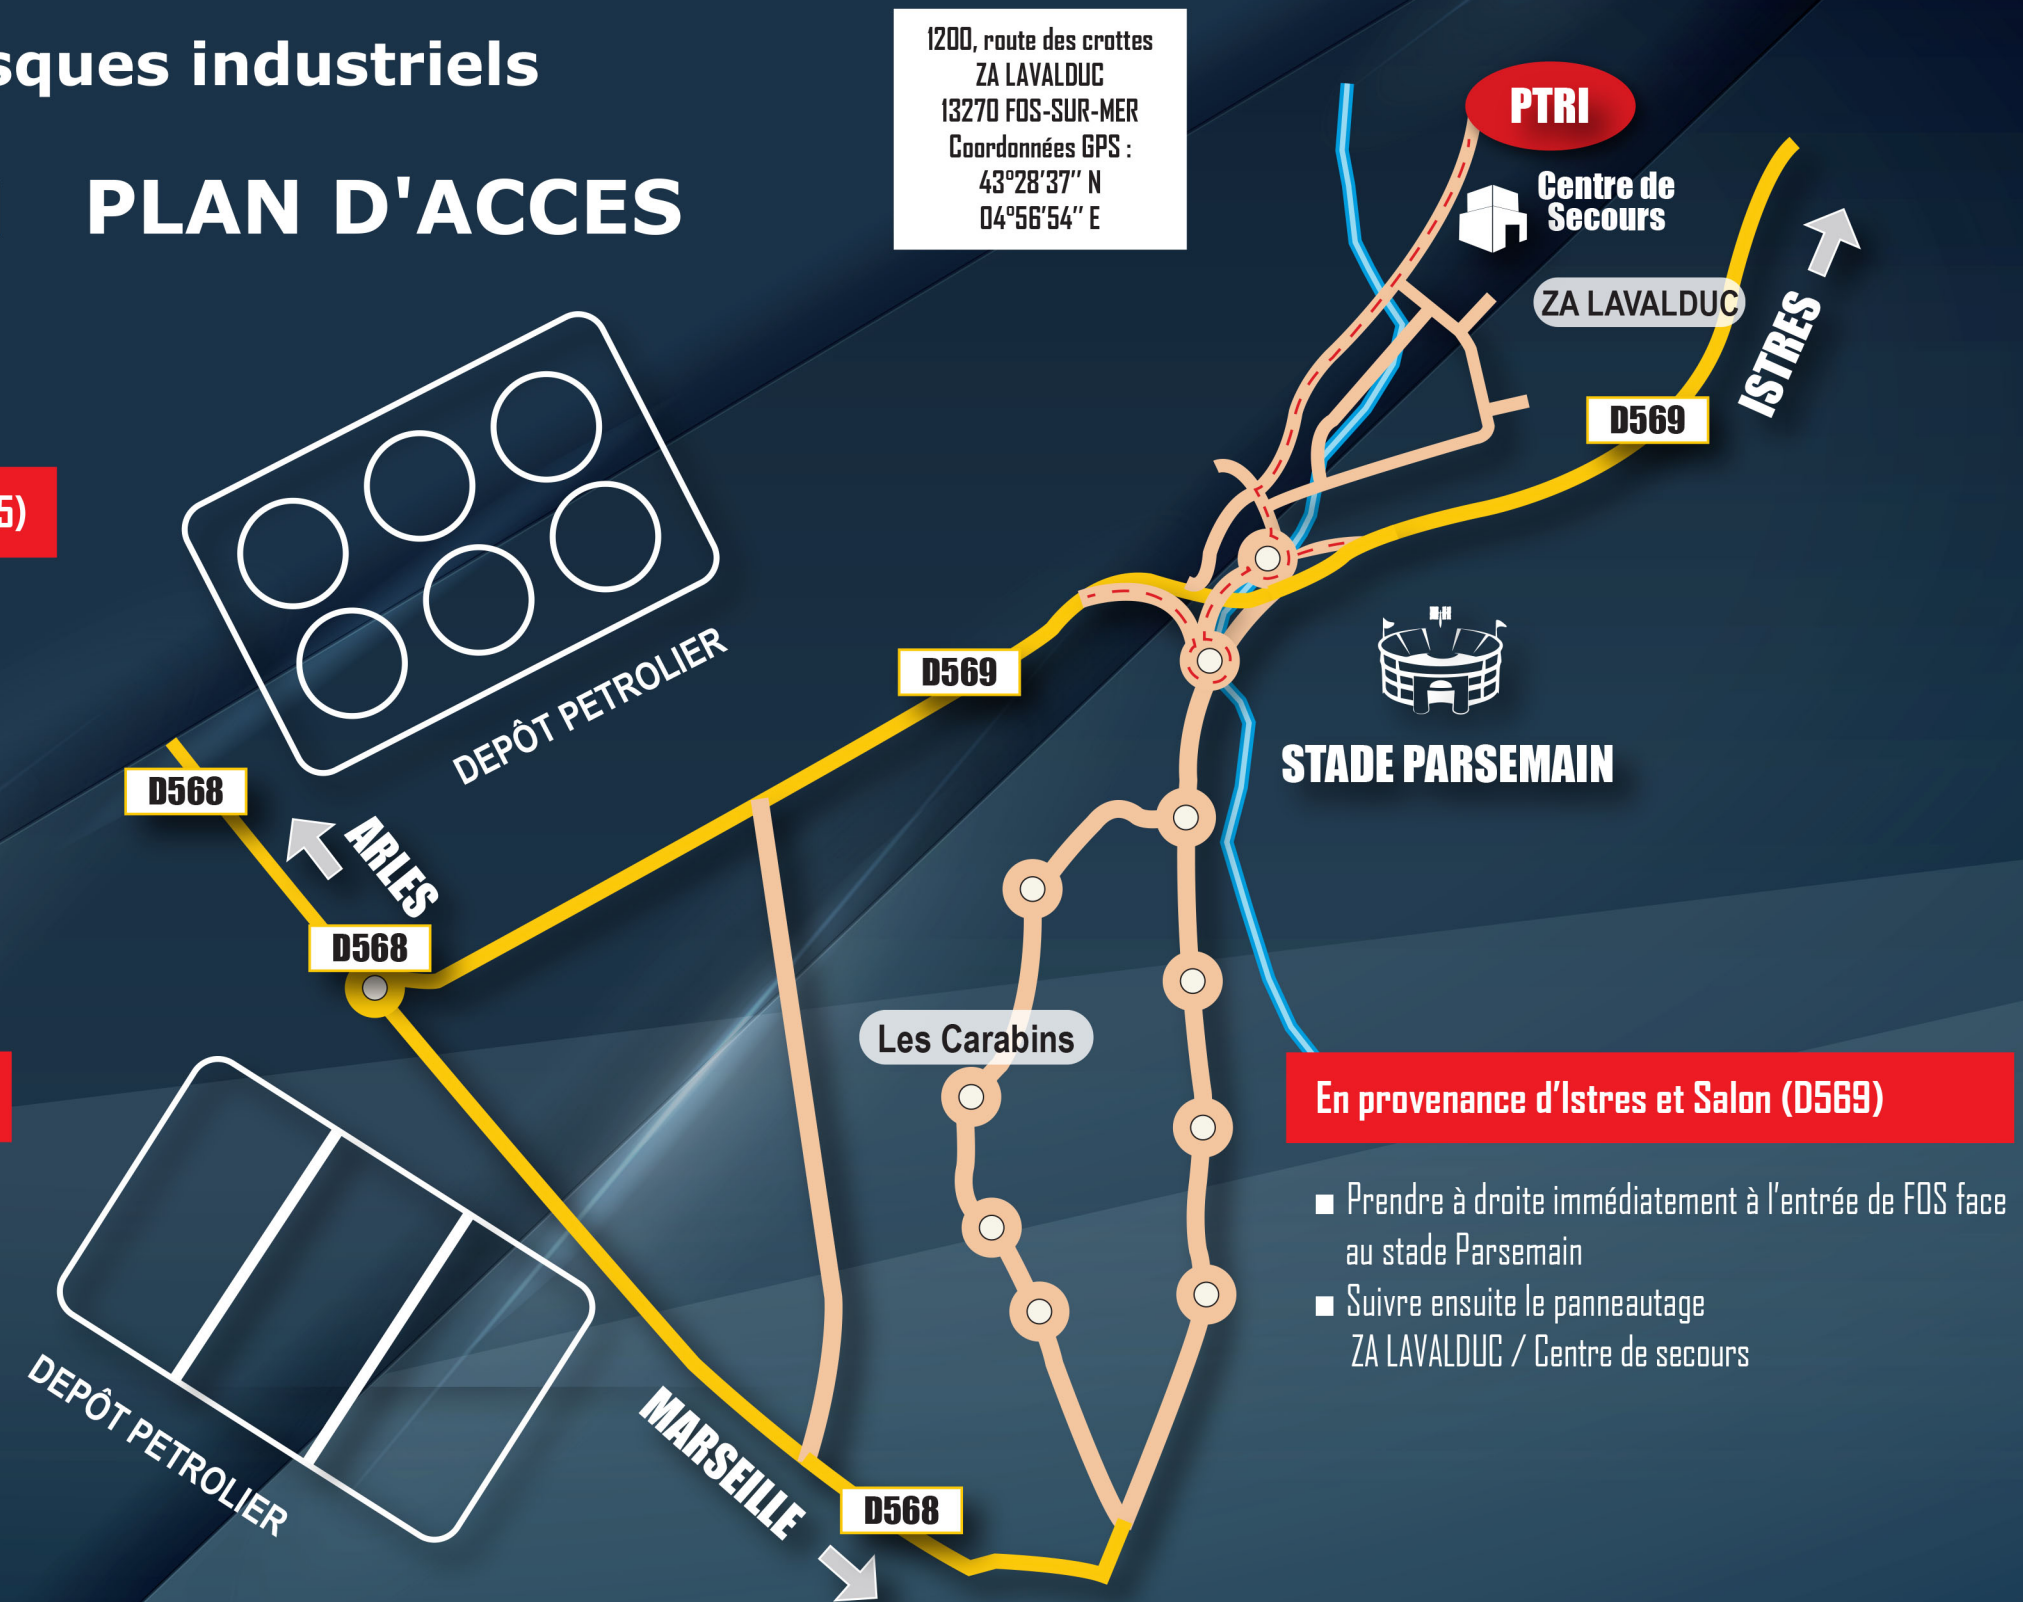 sques industriels
PLAN D'ACCES
1200, route des crottes
ZA LAVALDUC
13270 FOS-SUR-MER
Coordonnées GPS :
43°28'37" N
04°56'54" E
PTRI
Centre de
Secours
ZA LAVALDUC
ISTRES
D569
5)
DEPÔT PETROLIER
D569
STADE PARSEMAIN
D568
ARLES
D568
Les Carabins
En provenance d'Istres et Salon (D569)
■ Prendre à droite immédiatement à l'entrée de FOS face
au stade Parsemain
■ Suivre ensuite le panneautage
ZA LAVALDUC / Centre de secours
DEPÔT PETROLIER
MARSEILLE
D568